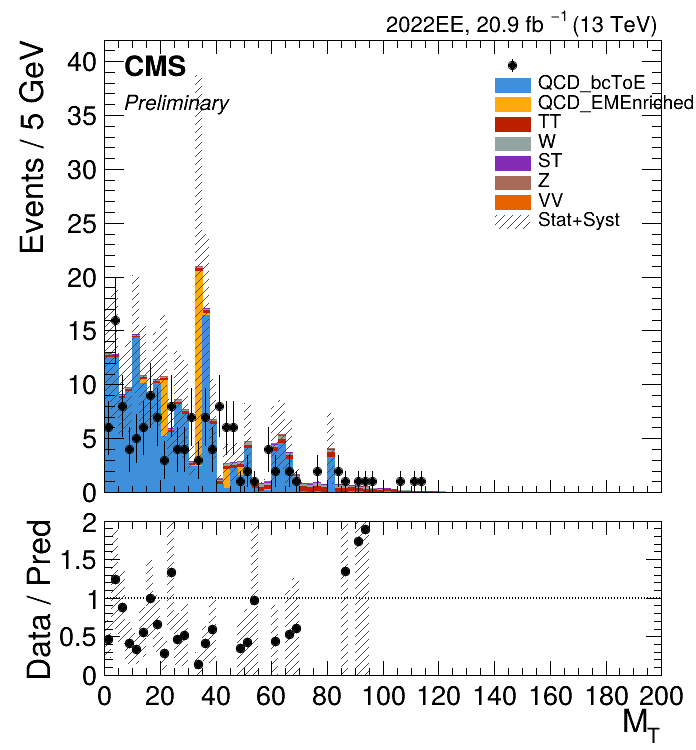 2022EE, 20.9 fb⁻¹ (13 TeV)
CMS
Preliminary
QCD_bcToE
QCD_EMEnriched
TT
W
ST
Z
VV
Stat+Syst
Events / 5 GeV
40
35
30
25
20
15
10
5
0
Data / Pred
2
1.5
1
0.5
0
0 20 40 60 80 100 120 140 160 180 200
M_T